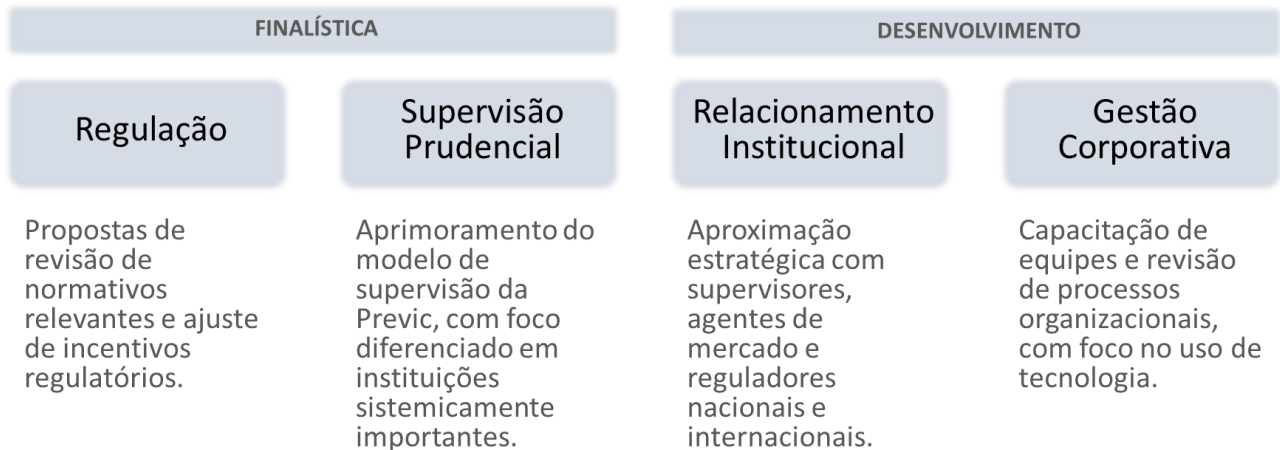 FINALÍSTICA
Regulação
Propostas de
revisão de
normativos
relevantes e ajuste
de incentivos
regulatórios.
Supervisão
Prudencial
Aprimoramento do
modelo de
supervisão da
Previc, com foco
diferenciado em
instituições
sistemicamente
importantes.
DESENVOLVIMENTO
Relacionamento
Institucional
Aproximação
estratégica com
supervisores,
agentes de
mercado e
reguladores
nacionais e
internacionais.
Gestão
Corporativa
Capacitação de
equipes e revisão
de processos
organizacionais,
com foco no uso de
tecnologia.